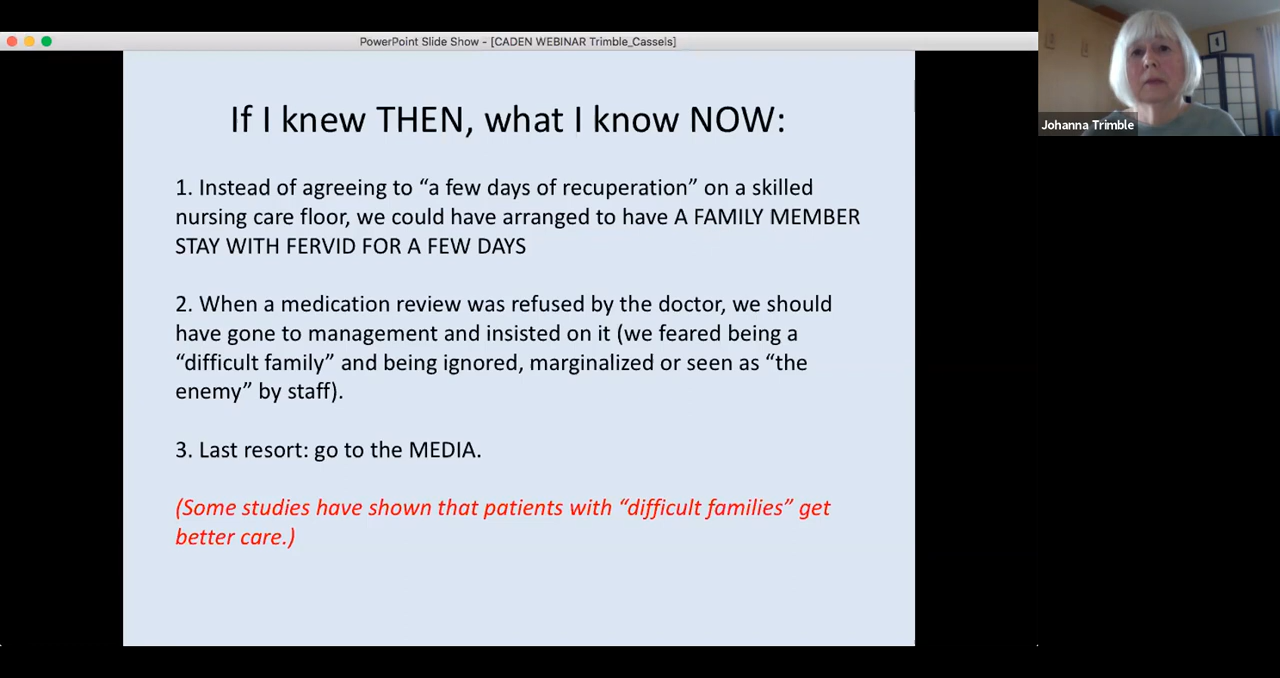 PowerPoint Slide Show - [CADEN WEBINAR Trimble_Cassels]
Johanna Trimble
If I knew THEN, what I know NOW:
1. Instead of agreeing to “a few days of recuperation” on a skilled
nursing care floor, we could have arranged to have A FAMILY MEMBER
STAY WITH FERVID FOR A FEW DAYS
2. When a medication review was refused by the doctor, we should
have gone to management and insisted on it (we feared being a
“difficult family” and being ignored, marginalized or seen as “the
enemy” by staff).
3. Last resort: go to the MEDIA.
(Some studies have shown that patients with “difficult families” get
better care.)